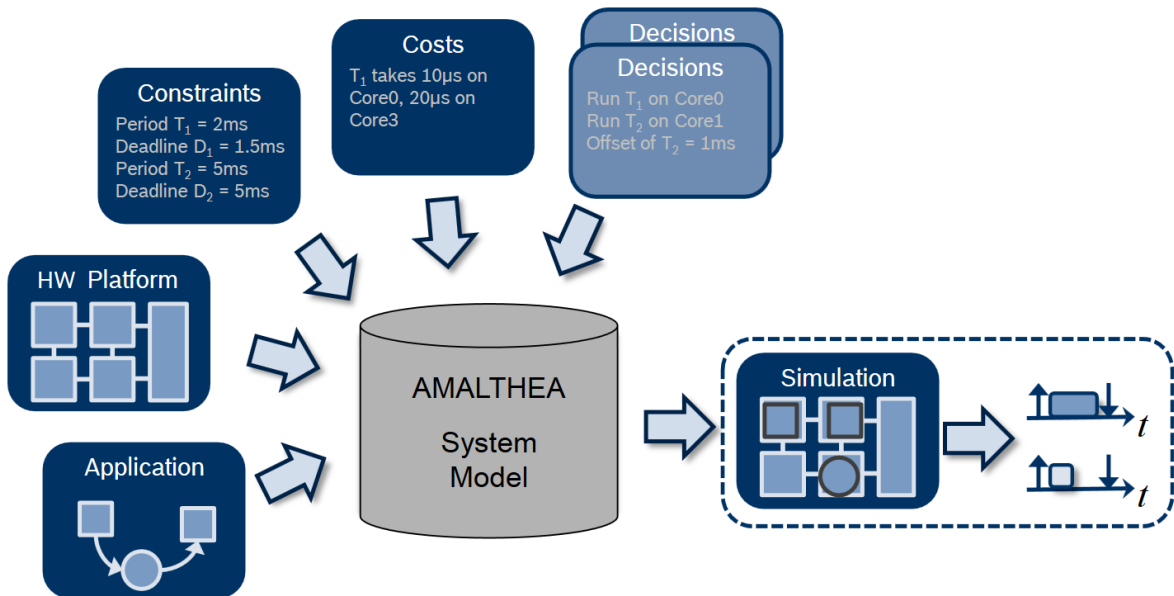 Constraints
Period T₁ = 2ms
Deadline D₁ = 1.5ms
Period T₂ = 5ms
Deadline D₂ = 5ms
Costs
T₁ takes 10µs on
Core0, 20µs on
Core3
Decisions
Decisions
Run T₁ on Core0
Run T₂ on Core1
Offset of T₂ = 1ms
HW Platform
Application
AMALTHEA
System
Model
Simulation
t
t